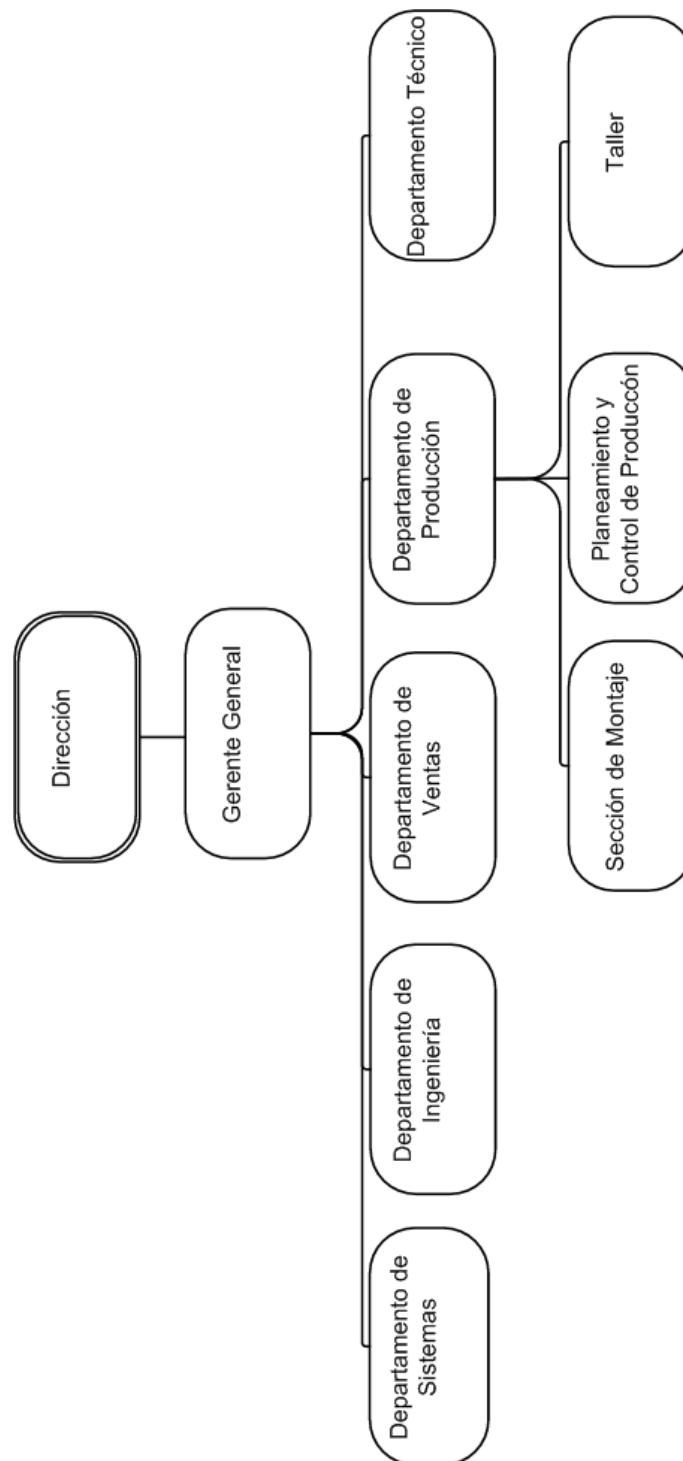 Dirección
Gerente General
Departamento de
Sistemas
Departamento de
Ingeniería
Departamento de
Ventas
Departamento de
Producción
Departamento Técnico
Sección de Montaje
Planeamiento y
Control de Produccón
Taller